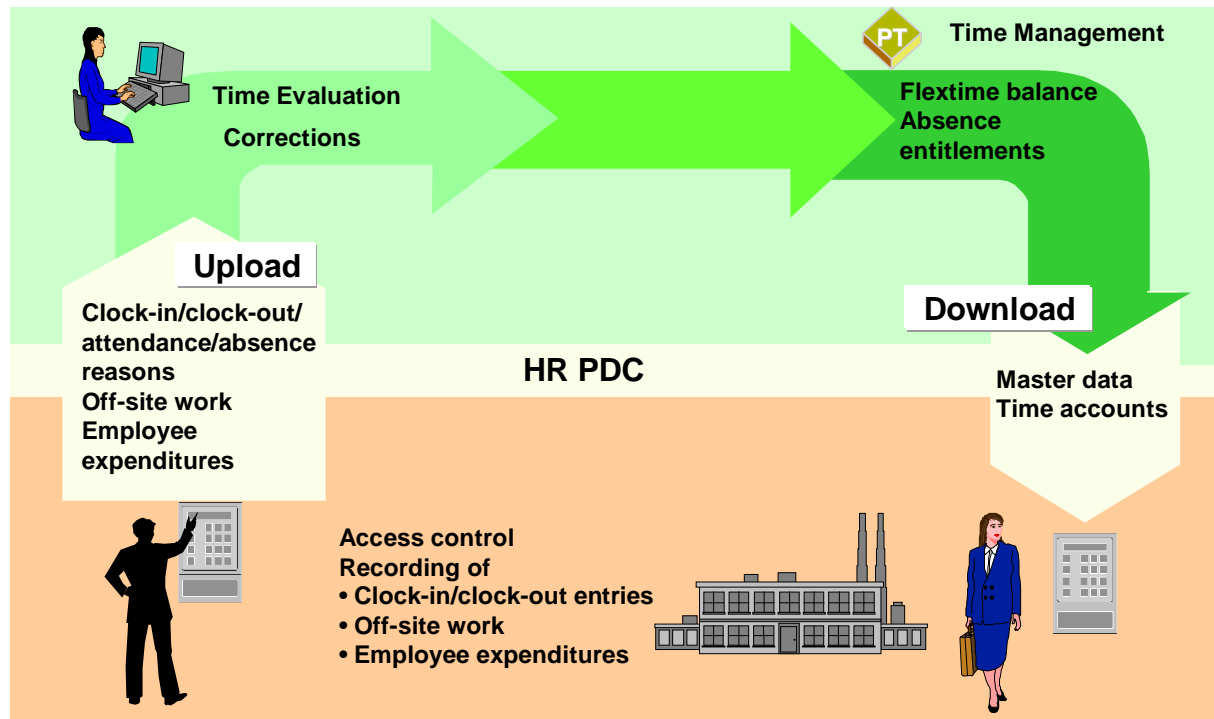 PT
Time Management
Time Evaluation
Corrections
Flextime balance
Absence
entitlements
Upload
Clock-in/clock-out/
attendance/absence
reasons
Off-site work
Employee
expenditures
Download
HR PDC
Master data
Time accounts
Access control
Recording of
• Clock-in/clock-out entries
• Off-site work
• Employee expenditures